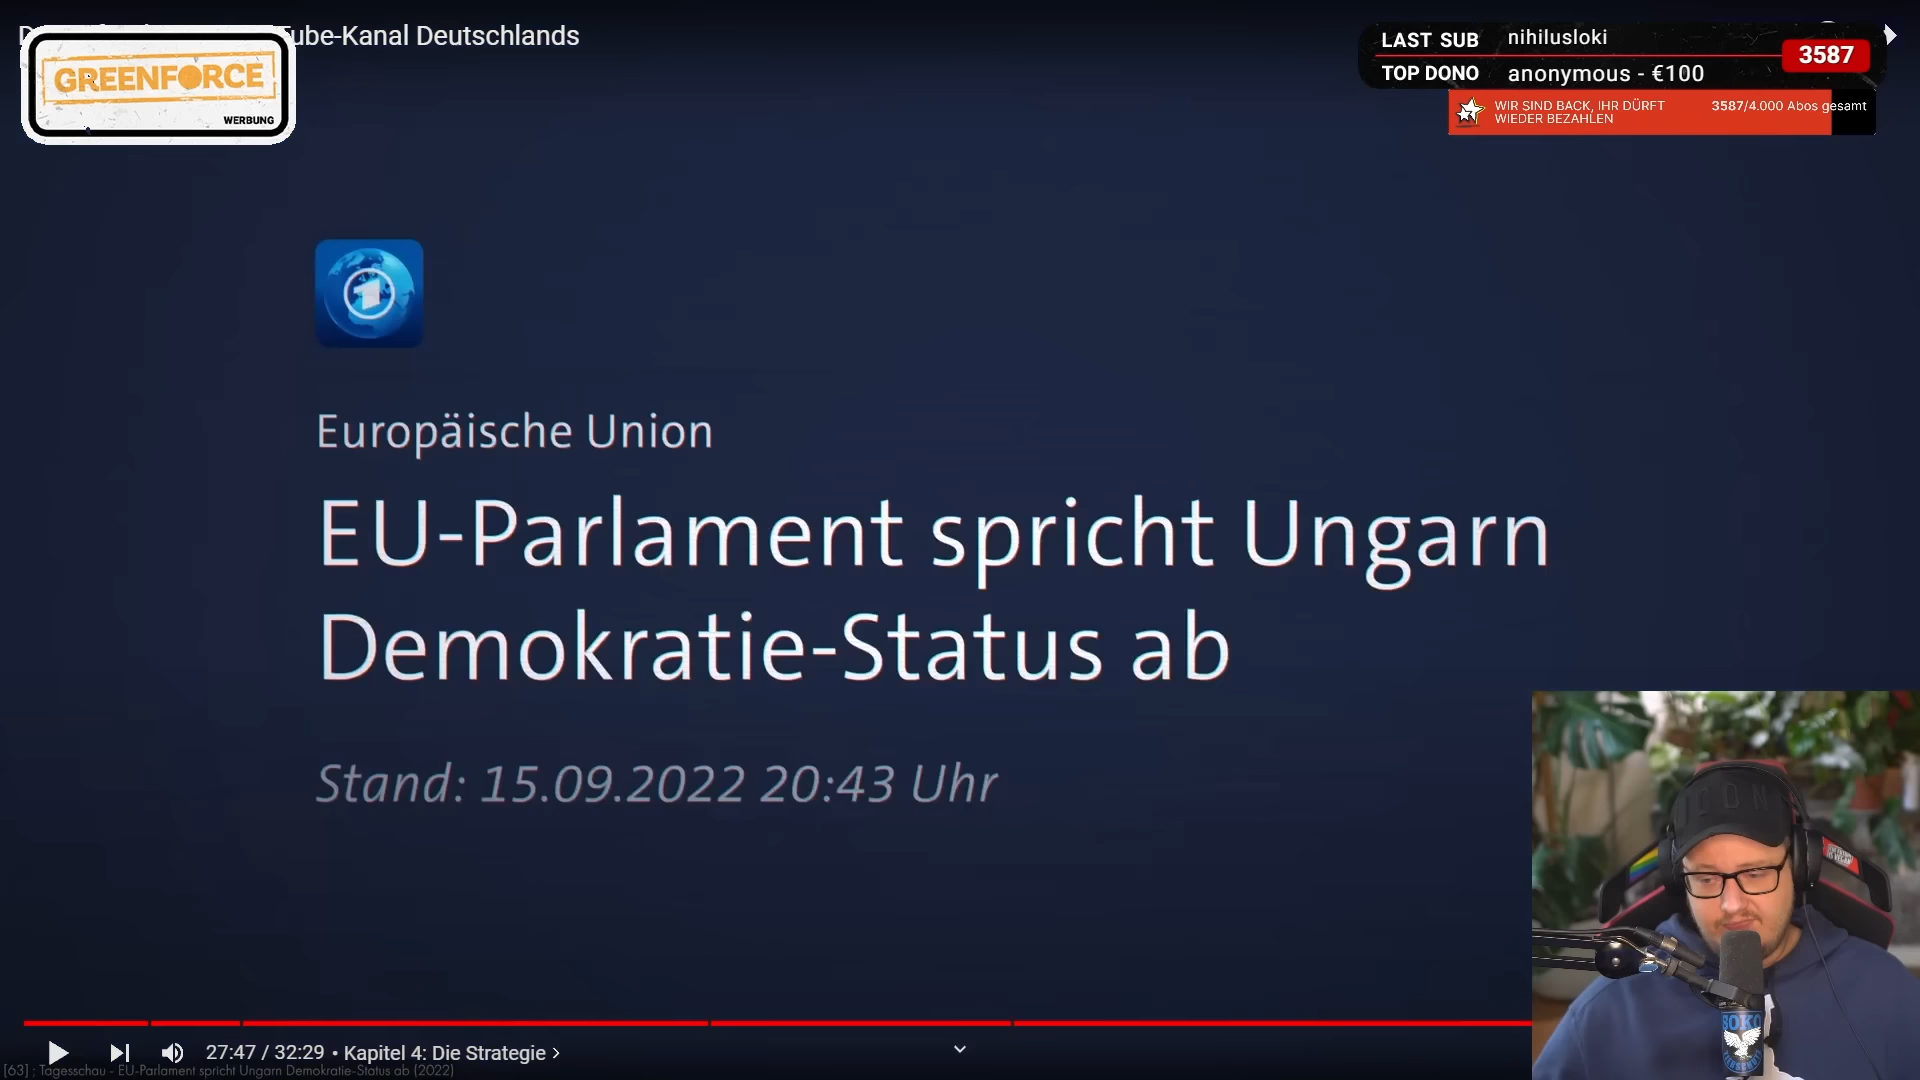 Tube-Kanal Deutschlands
GREENFORCE
WERBUNG
LAST SUB nihilusloki
TOP DONO anonymous - €100
3587
WIR SIND BACK, IHR DÜRFT
WIEDER BEZAHLEN
3587/4.000 Abos gesamt
Europäische Union
EU-Parlament spricht Ungarn
Demokratie-Status ab
Stand: 15.09.2022 20:43 Uhr
ICON
SOKO
27:47 / 32:29 • Kapitel 4: Die Strategie
[63] ; Tagesschau - EU-Parlament spricht Ungarn Demokratie-Status ab (2022)